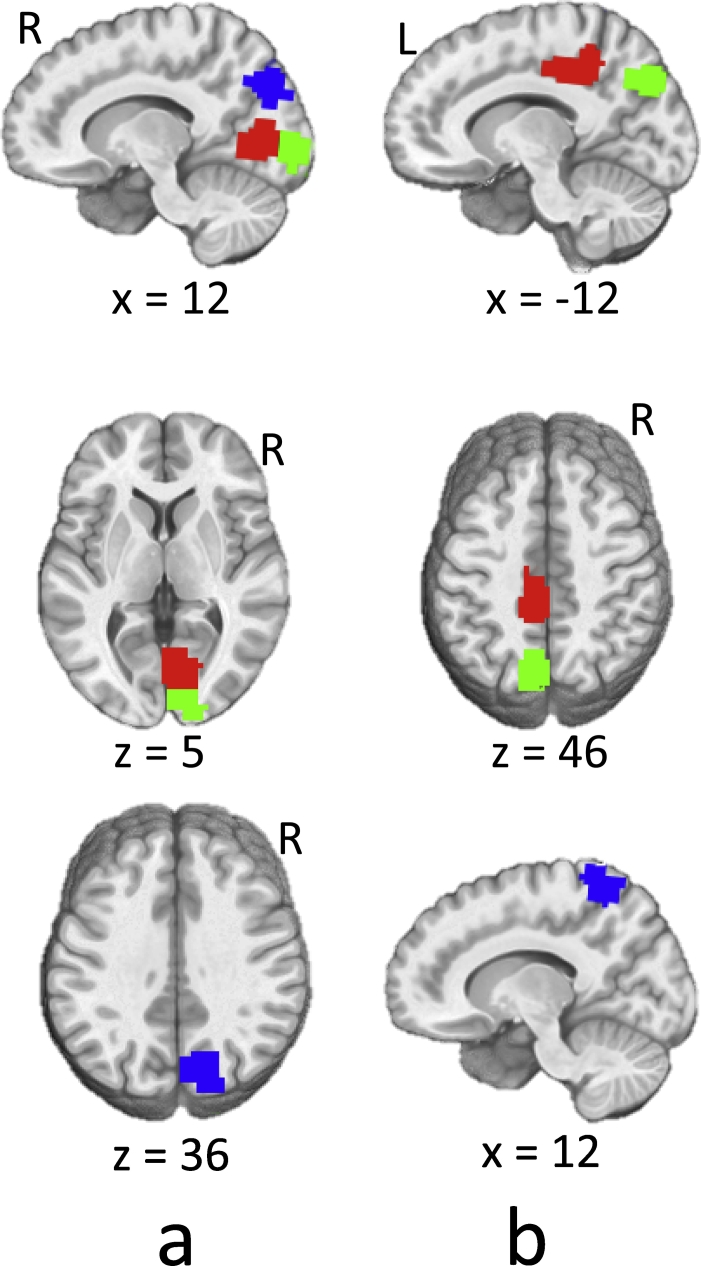 R
L
x = 12
x = -12
R
R
z = 5
z = 46
R
z = 36
x = 12
a
b